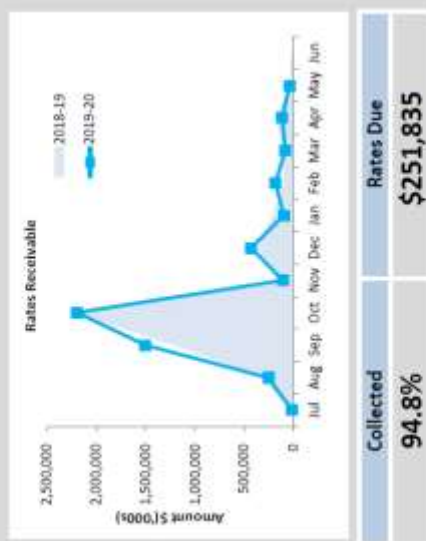 Rates Receivable
2,500,000
2,000,000
1,500,000
1,000,000
500,000
0
Amount $('000s)
2018-19
2019-20
Jul Aug Sep Oct Nov Dec Jan Feb Mar Apr May Jun
Collected Rates Due
94.8% $251,835